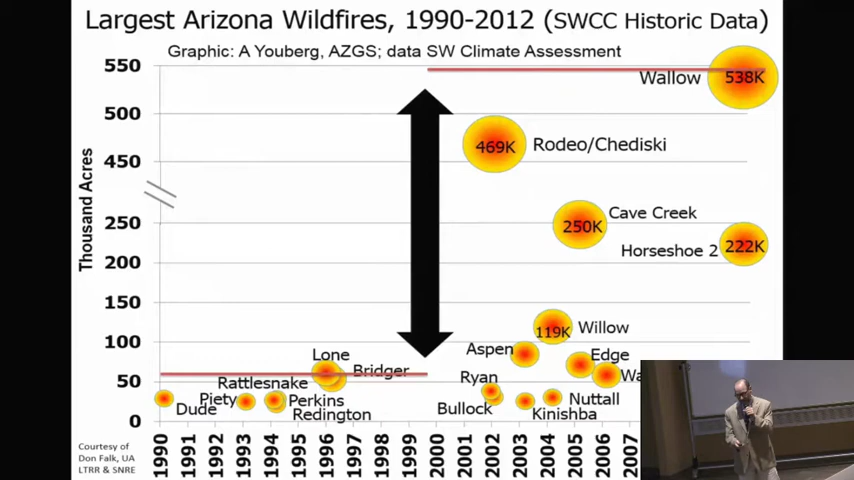 Largest Arizona Wildfires, 1990-2012 (SWCC Historic Data)
Graphic: A Youberg, AZGS; data SW Climate Assessment
Thousand Acres
550
500
450
250
200
150
100
50
0
Wallow
538K
469K
Rodeo/Chediski
Cave Creek
250K
Horseshoe 2
222K
119K
Willow
Lone
Bridger
Aspen
Edge
Rattlesnake
Ryan
Piety
Perkins
Nuttall
Dude
Redington
Bullock
Kinishba
Courtesy of
Don Falk, UA
LTRR & SNRE
1990
1991
1992
1993
1994
1995
1996
1997
1998
1999
2000
2001
2002
2003
2004
2005
2006
2007